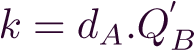 k = d_A.Q'_B